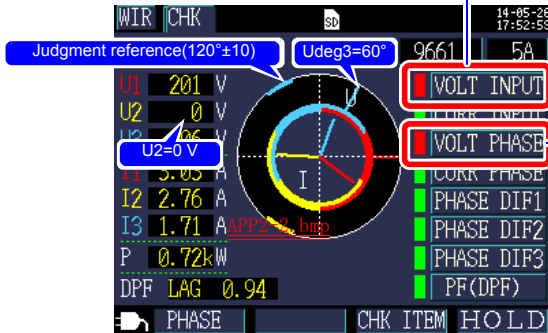 WIR CHK SD 14-05-26
17:52:59
Judgment reference(120°±10) Udeg3=60° 9661 5A
U1 201 V U VOLT INPUT
U2 0 V
U2=0 V VOLT PHASE
I1 3.03 A I CURR PHASE
I2 2.76 A PHASE DIF1
I3 1.71 A APP2-2.bmp PHASE DIF2
P 0.72kW PHASE DIF3
DPF LAG 0.94 PF(DPF)
PHASE CHK ITEM HOLD